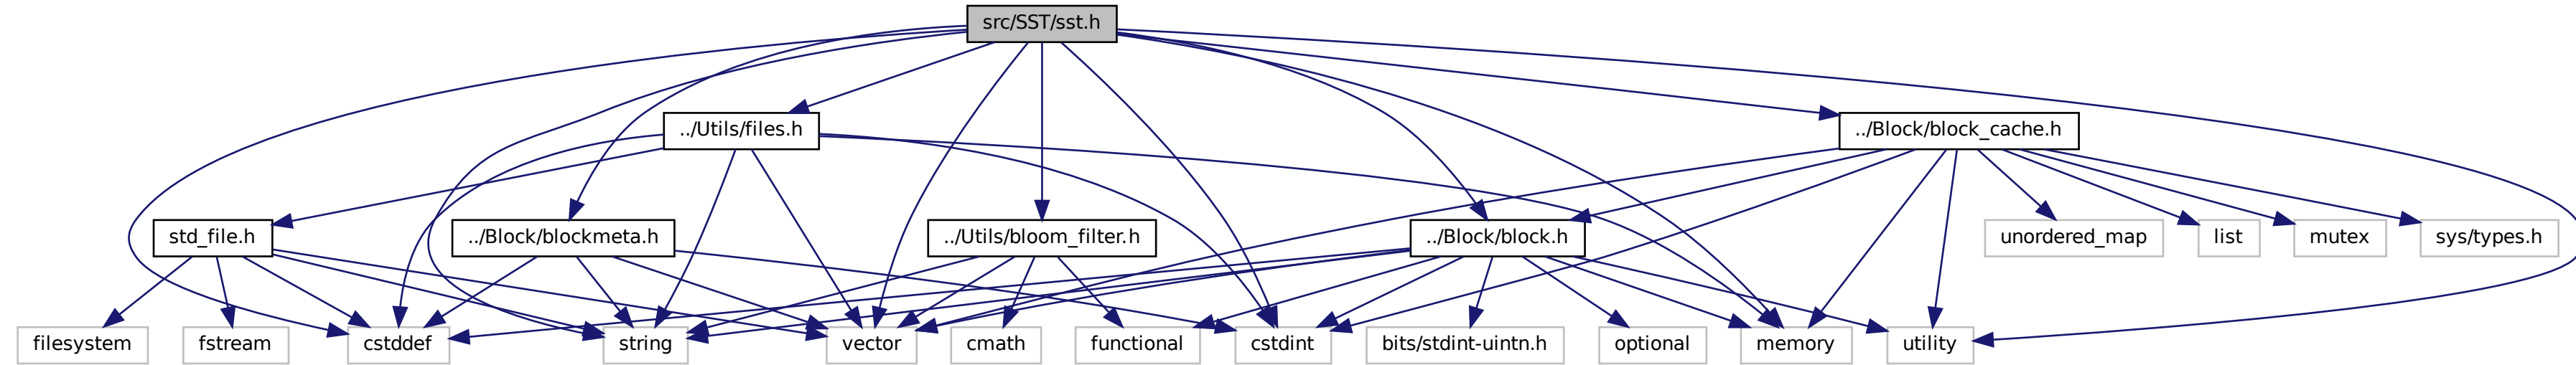 src/SST/sst.h
../Utils/files.h
../Block/block_cache.h
std_file.h
../Block/blockmeta.h
../Utils/bloom_filter.h
../Block/block.h
unordered_map
list
mutex
sys/types.h
filesystem
fstream
cstddef
string
vector
cmath
functional
cstdint
bits/stdint-uintn.h
optional
memory
utility